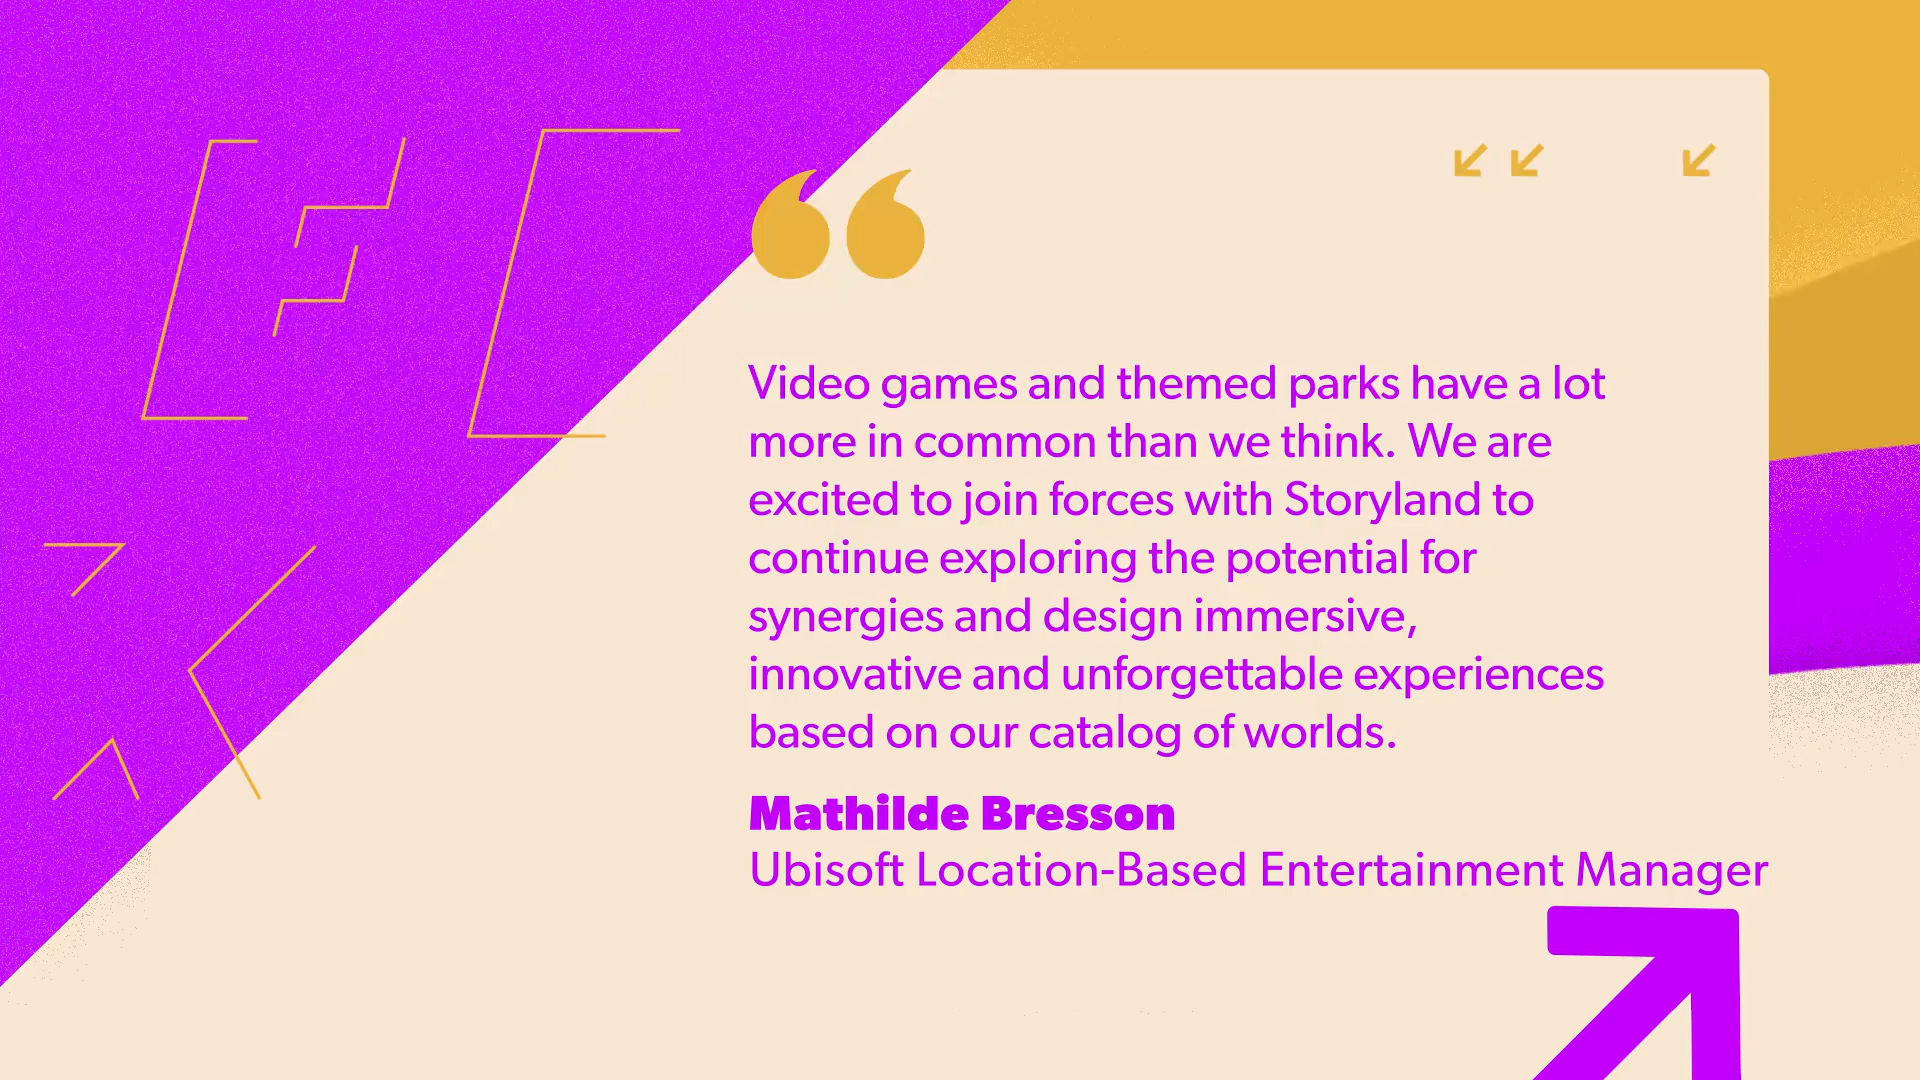 Video games and themed parks have a lot
more in common than we think. We are
excited to join forces with Storyland to
continue exploring the potential for
synergies and design immersive,
innovative and unforgettable experiences
based on our catalog of worlds.
Mathilde Bresson
Ubisoft Location-Based Entertainment Manager